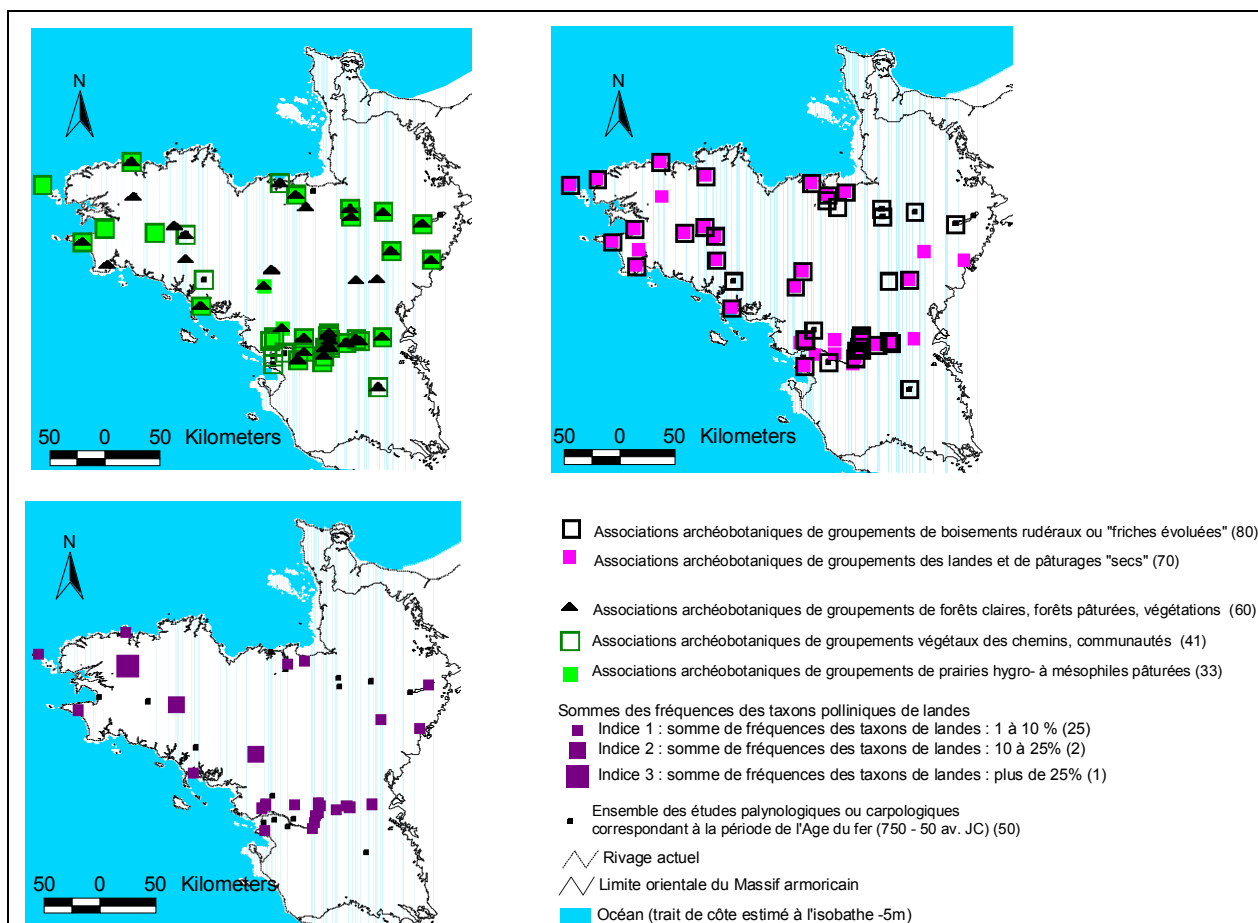 N
50 0 50 Kilometers
N
50 0 50 Kilometers
N
50 0 50 Kilometers
Associations archéobotaniques de groupements de boisements rudéraux ou "friches évoluées" (80)
Associations archéobotaniques de groupements des landes et de pâturages "secs" (70)
Associations archéobotaniques de groupements de forêts claires, forêts pâturées, végétations (60)
Associations archéobotaniques de groupements végétaux des chemins, communautés (41)
Associations archéobotaniques de groupements de prairies hygro- à mésophiles pâturées (33)
Sommes des fréquences des taxons polliniques de landes
Indice 1 : somme de fréquences des taxons de landes : 1 à 10 % (25)
Indice 2 : somme de fréquences des taxons de landes : 10 à 25% (2)
Indice 3 : somme de fréquences des taxons de landes : plus de 25% (1)
Ensemble des études palynologiques ou carpologiques
correspondant à la période de l'Age du fer (750 - 50 av. JC) (50)
Rivage actuel
Limite orientale du Massif armoricain
Océan (trait de côte estimé à l'isobathe -5m)